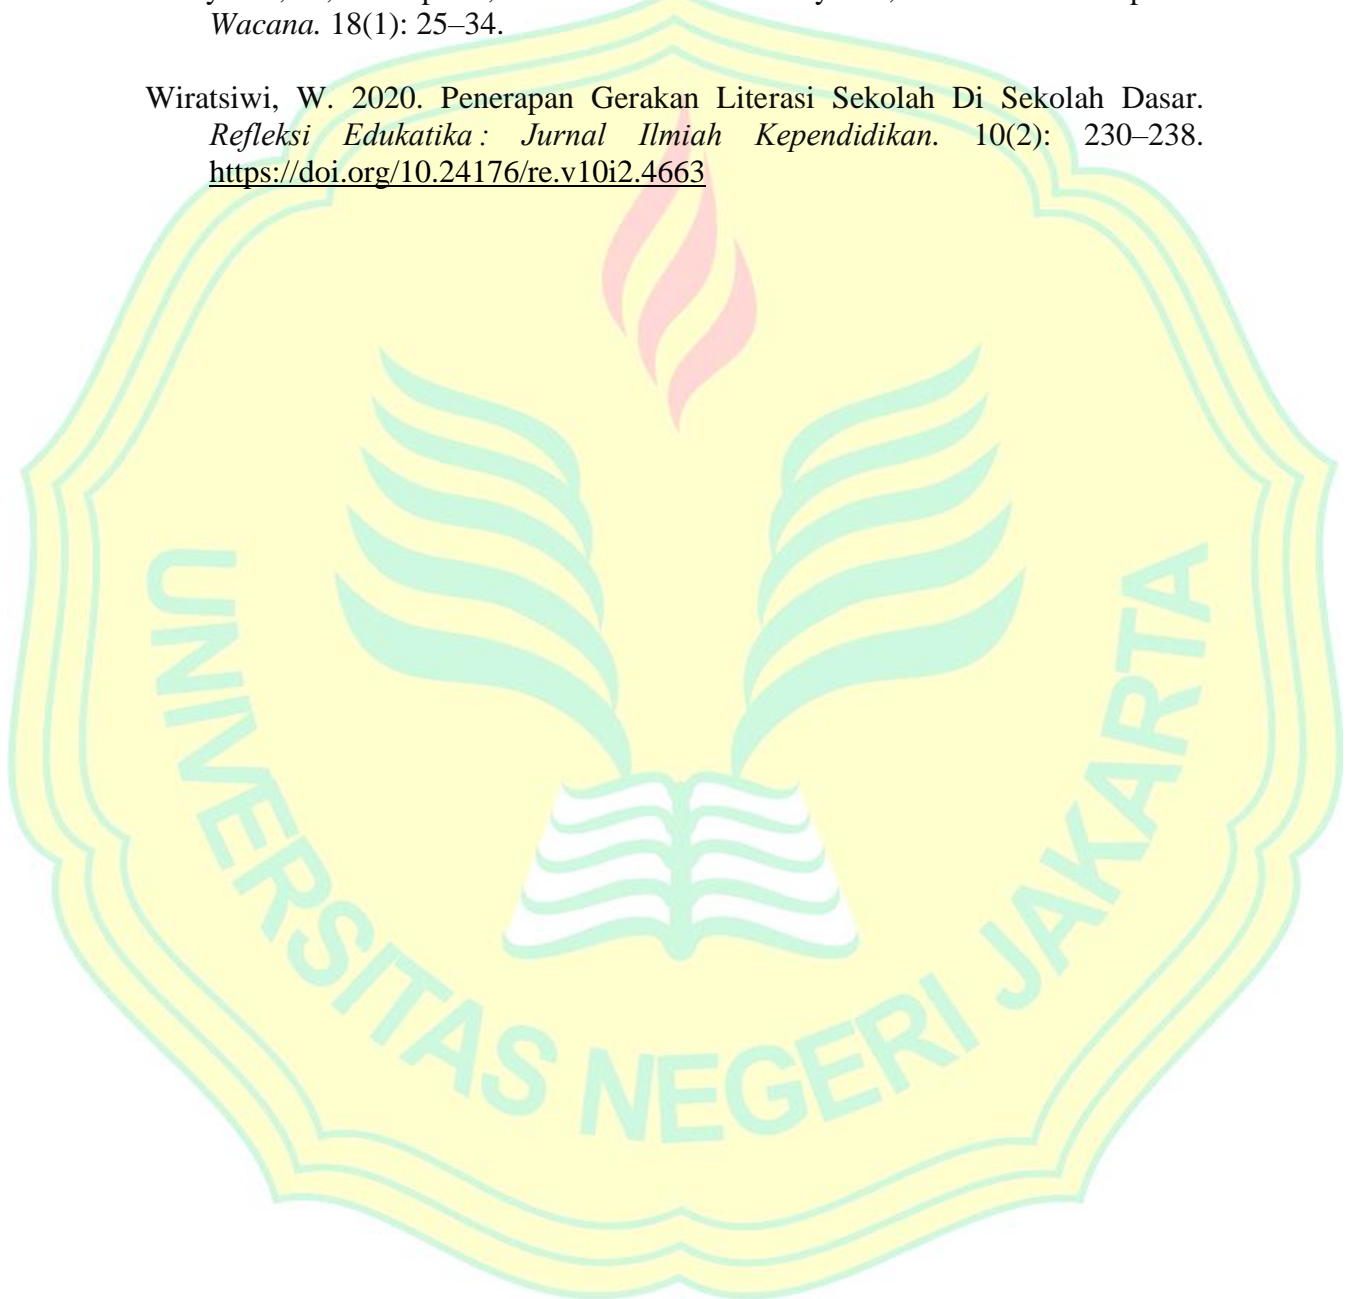 Wacana. 18(1): 25–34.
Wiratsiwi, W. 2020. Penerapan Gerakan Literasi Sekolah Di Sekolah Dasar.
Refleksi Edukatika : Jurnal Ilmiah Kependidikan. 10(2): 230–238.
https://doi.org/10.24176/re.v10i2.4663
UNIVERSITAS NEGERI JAKARTA